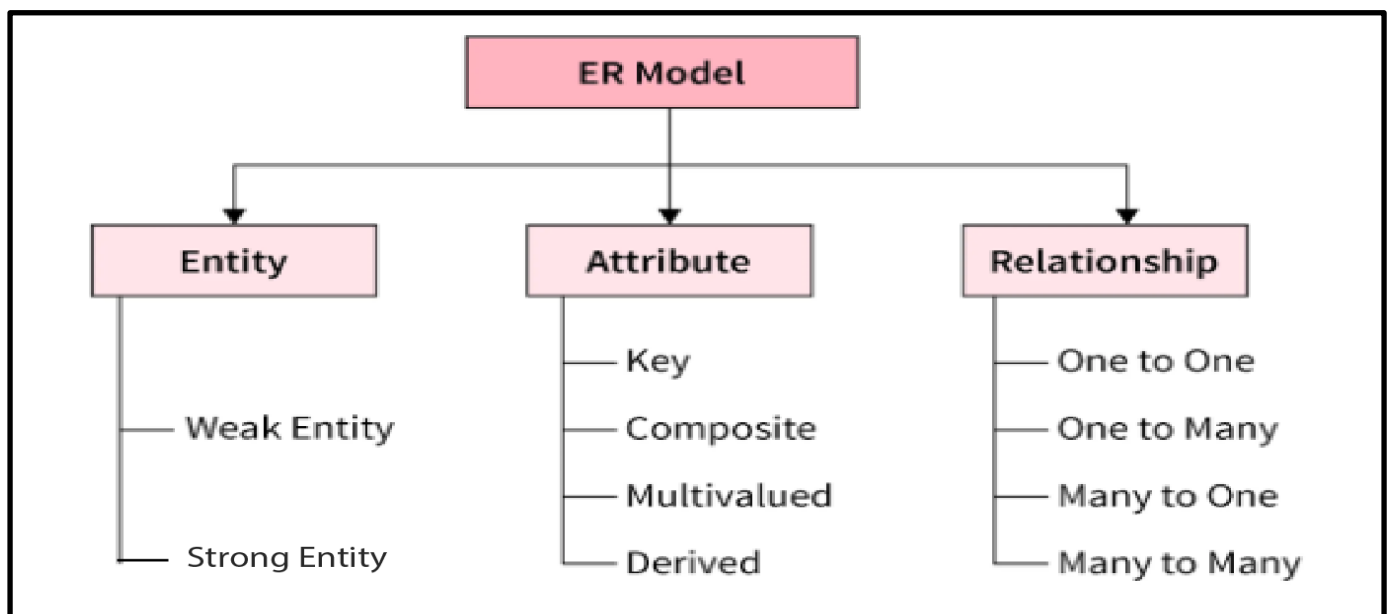 ER Model
Entity
Attribute
Relationship
Weak Entity
Strong Entity
Key
Composite
Multivalued
Derived
One to One
One to Many
Many to One
Many to Many